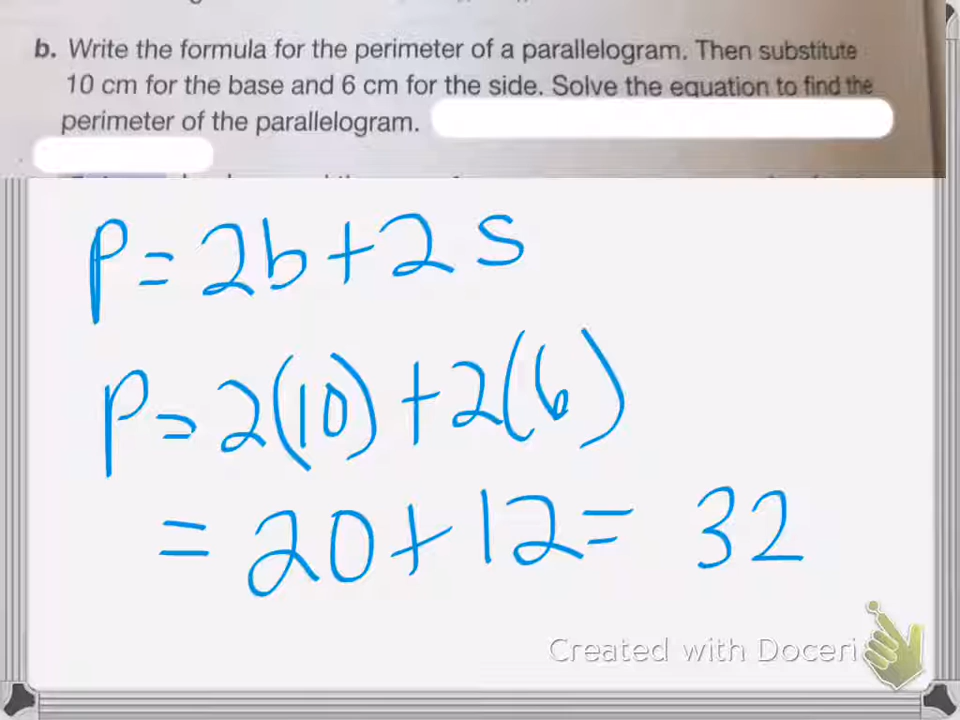 b. Write the formula for the perimeter of a parallelogram. Then substitute
10 cm for the base and 6 cm for the side. Solve the equation to find the
perimeter of the parallelogram.
P = 2b + 2s
P = 2(10) + 2(6)
= 20 + 12 = 32
Created with Doceri